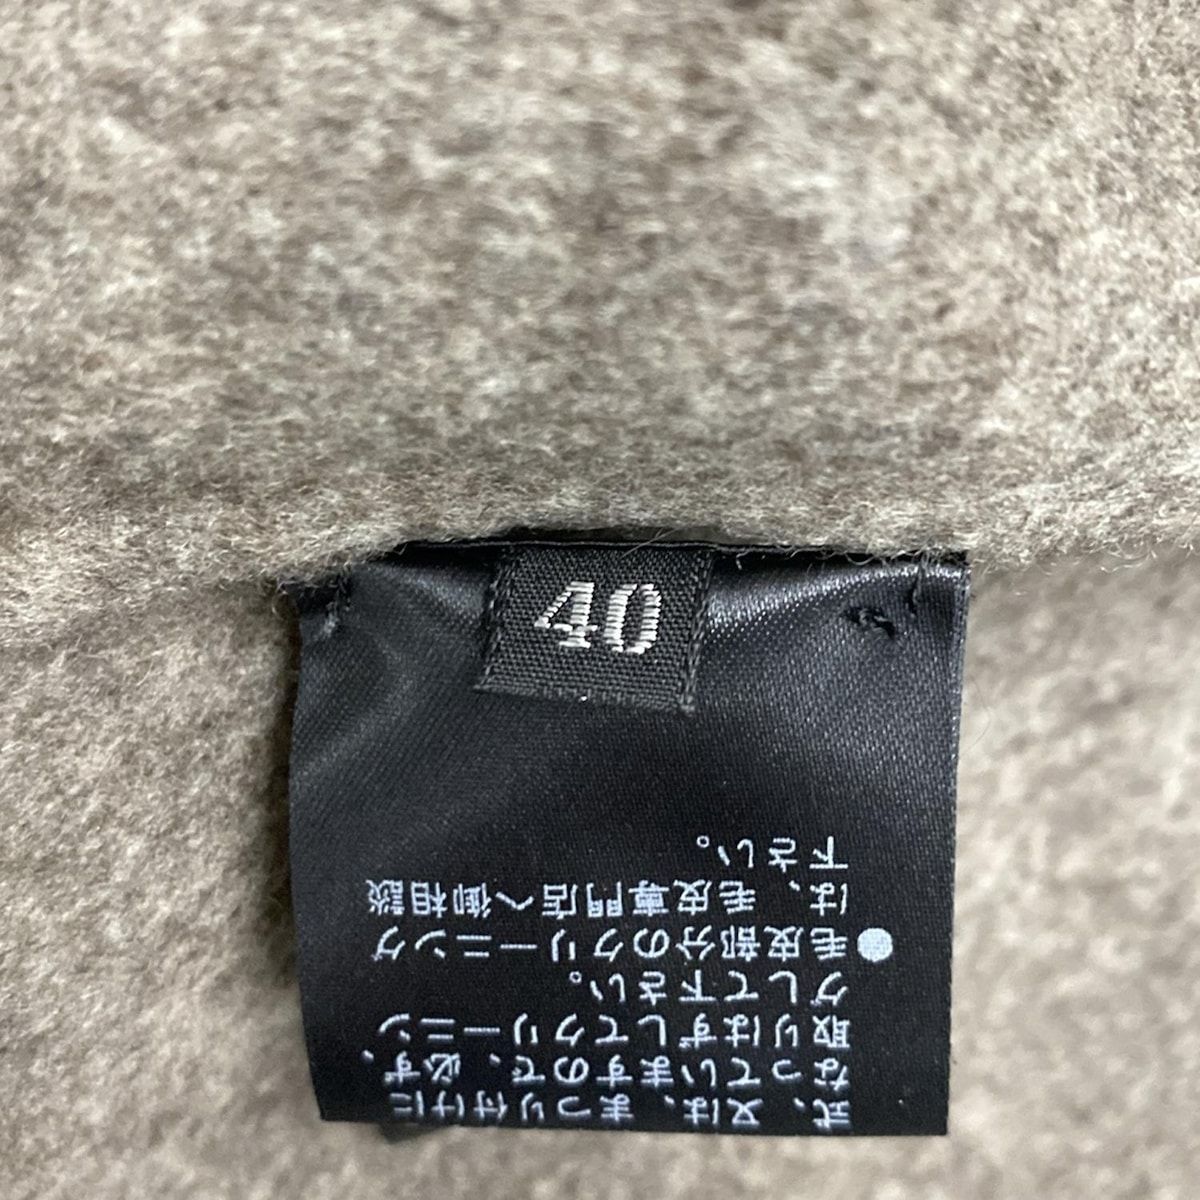 40
式、又は、まつり付けに
なっていますので、必ず、
取りはずしてクリーニン
グして下さい。
●毛皮部分のクリーニング
は、毛皮専門店へ御相談
下さい。